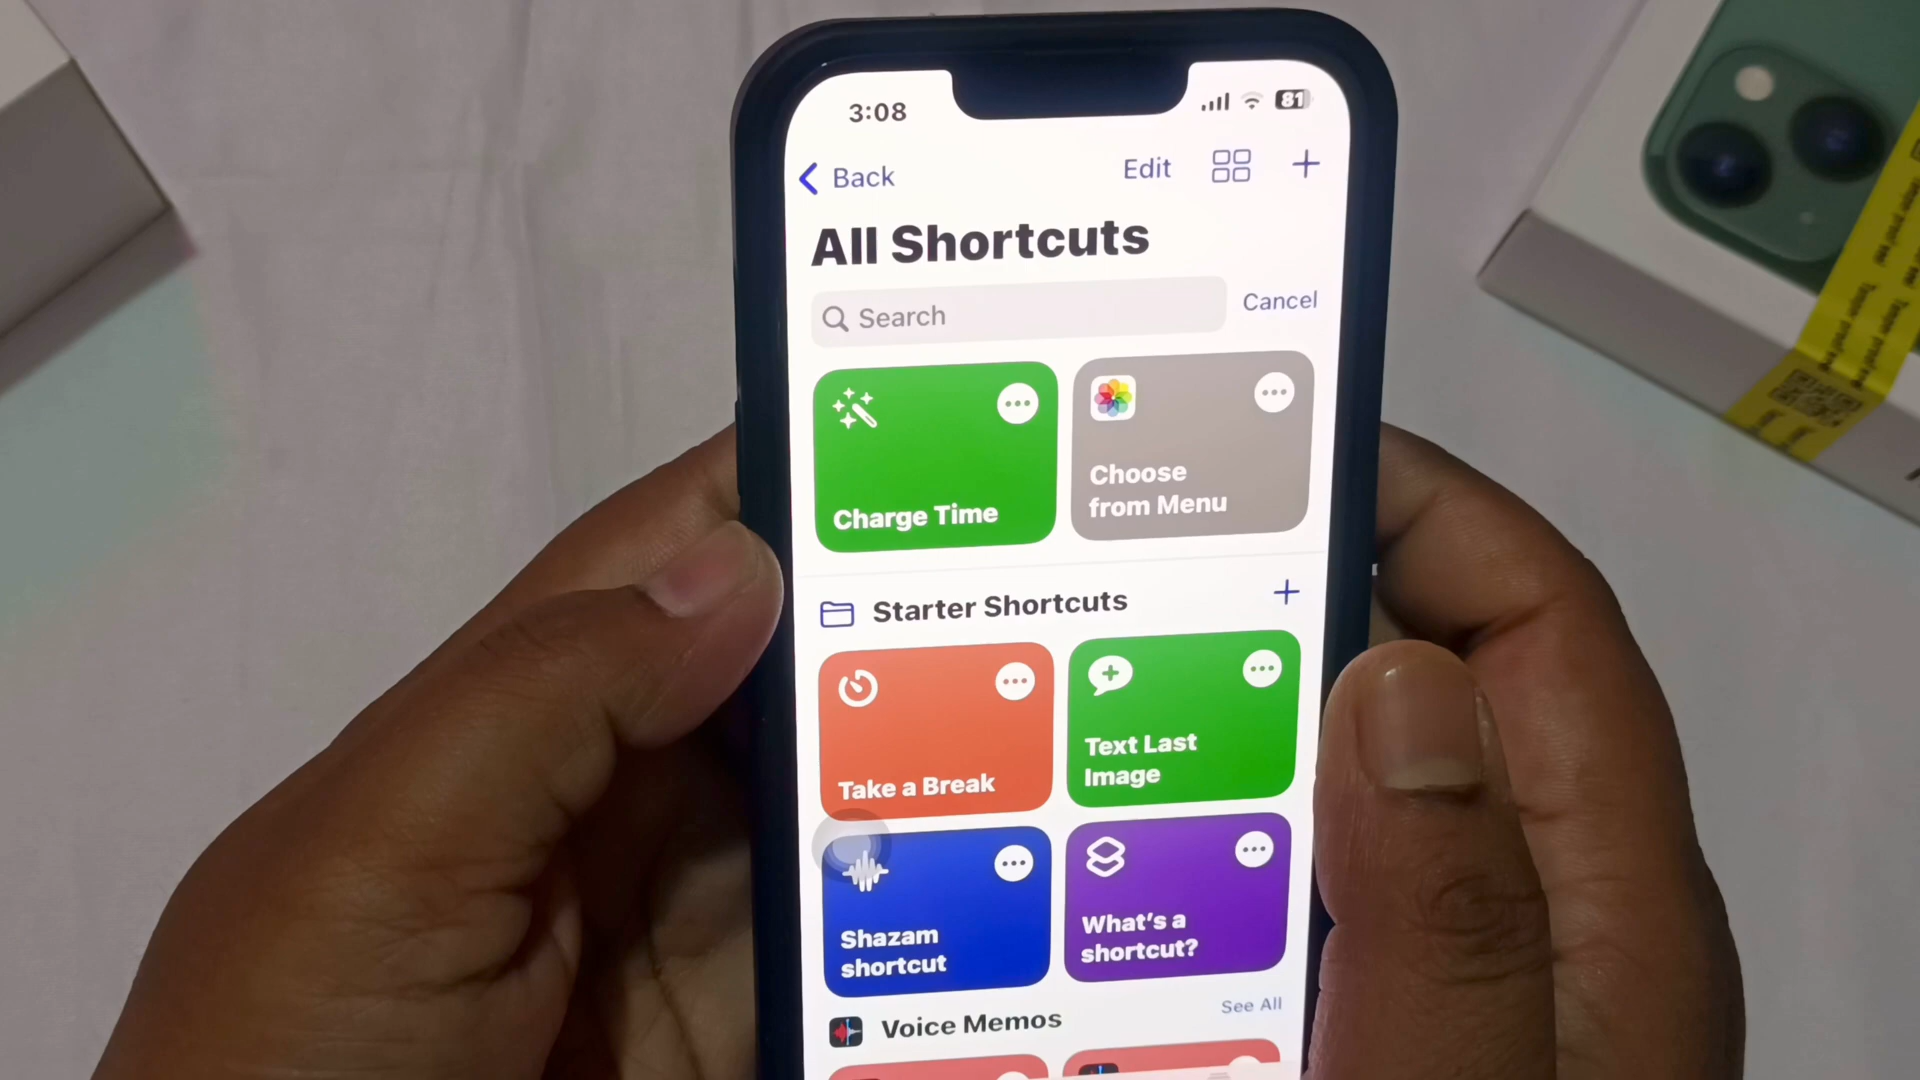 3:08
81
Back
Edit
All Shortcuts
Search
Cancel
Charge Time
Choose
from Menu
Starter Shortcuts
Take a Break
Text Last
Image
Shazam
shortcut
What's a
shortcut?
See All
Voice Memos